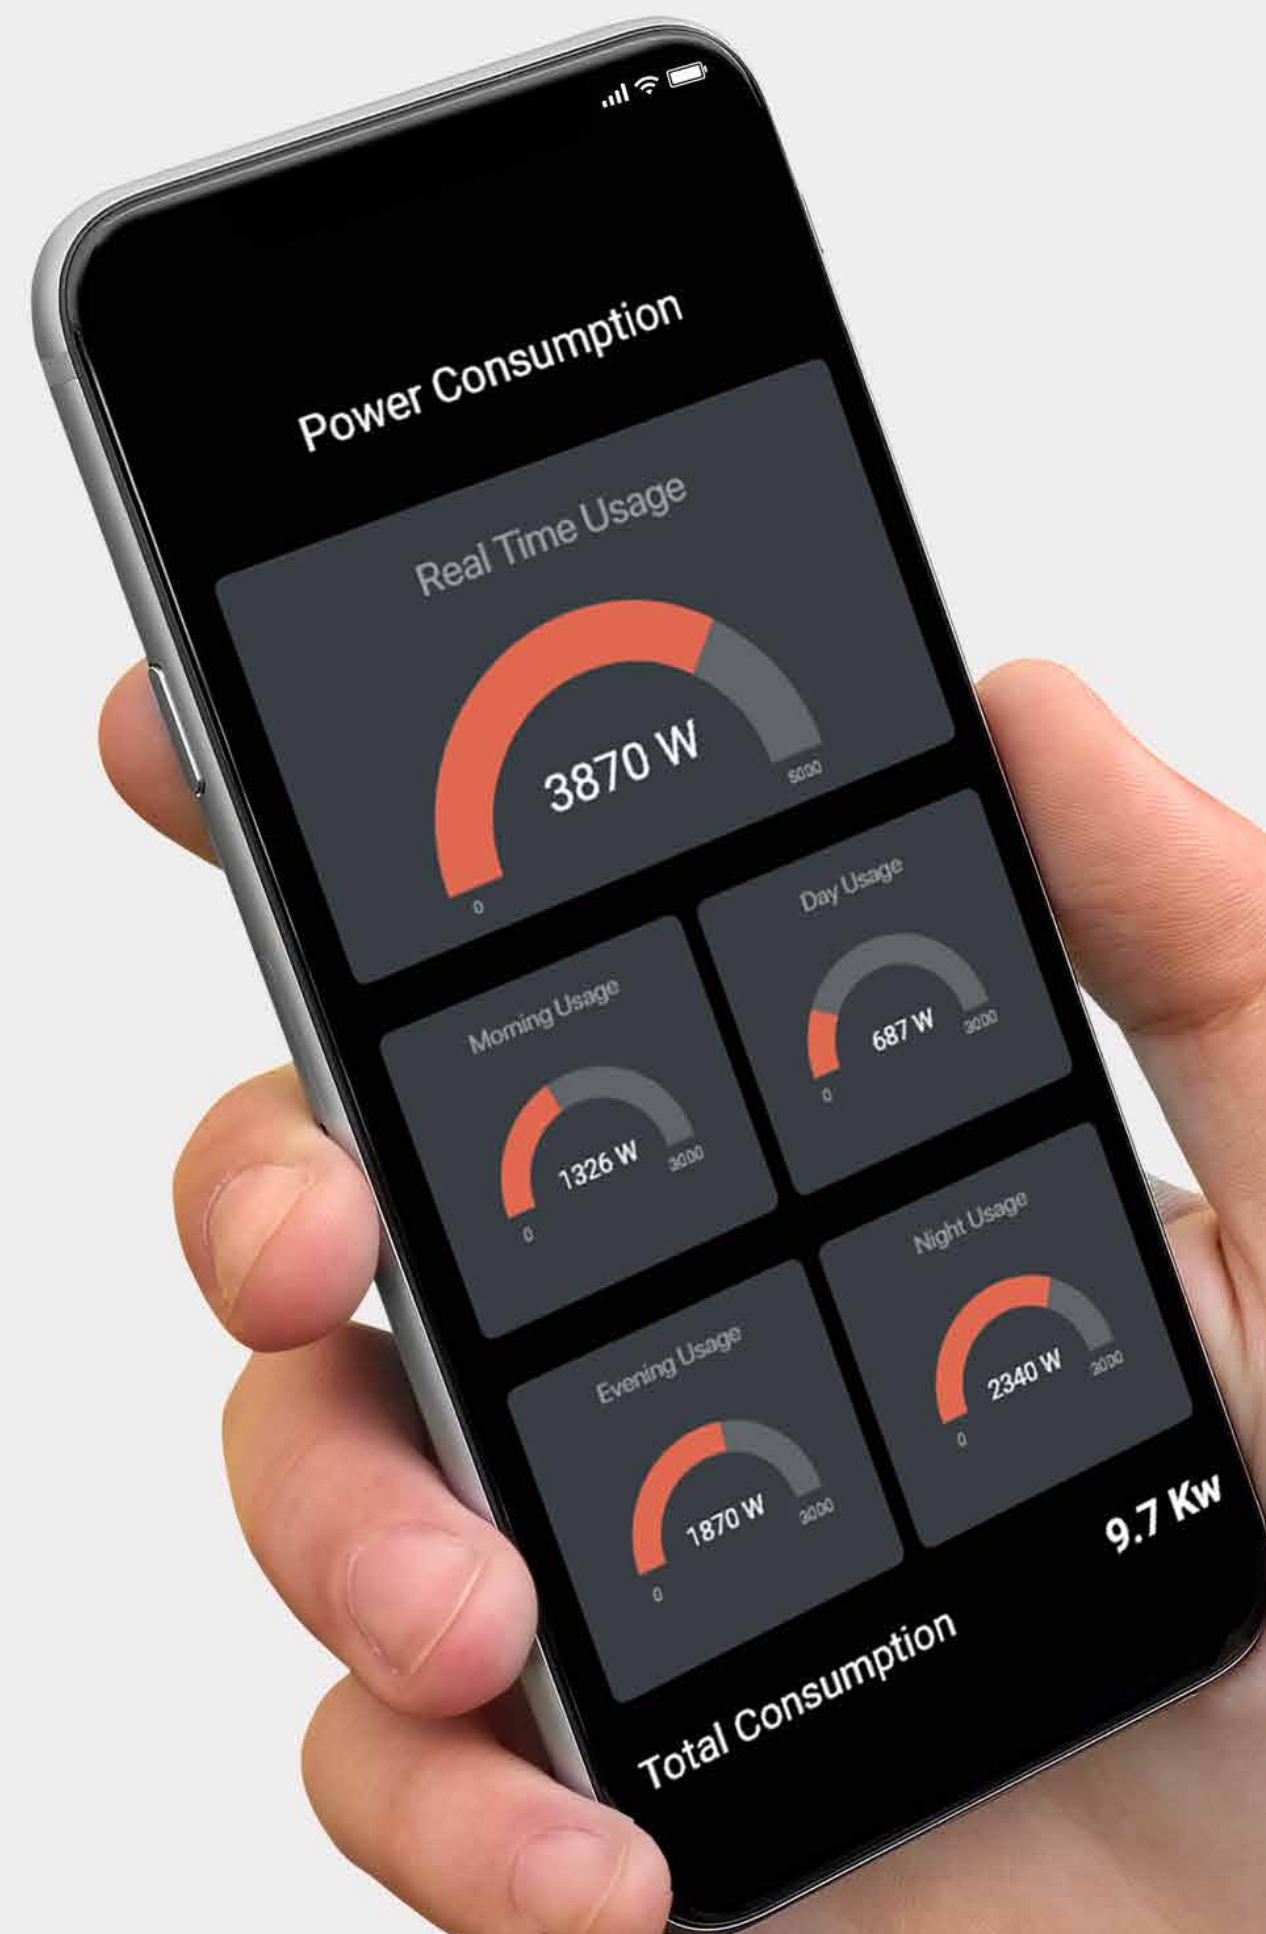 Power Consumption
Real Time Usage
3870 W
0
5000
Morning Usage
1326 W
0
3000
Day Usage
687 W
0
3000
Evening Usage
1870 W
0
3000
Night Usage
2340 W
0
3000
Total Consumption
9.7 Kw